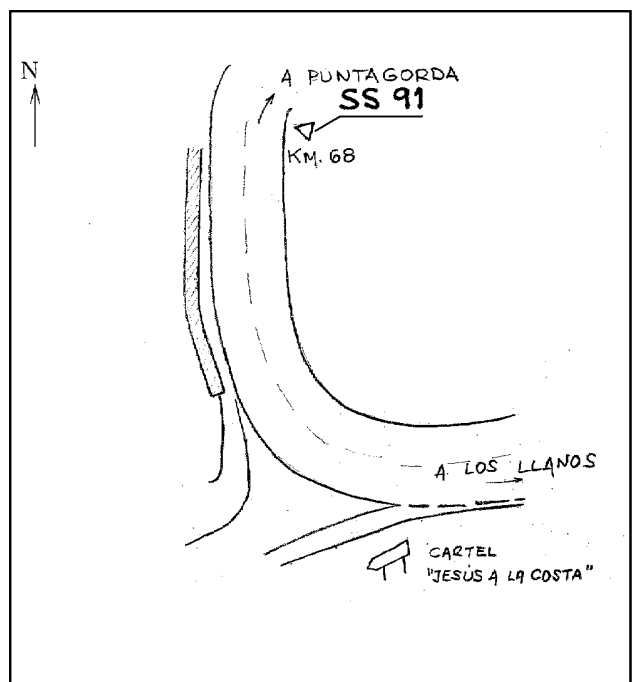 N
A PUNTAGORDA
SS 91
KM. 68
A LOS LLANOS
CARTEL
"JESÚS A LA COSTA"